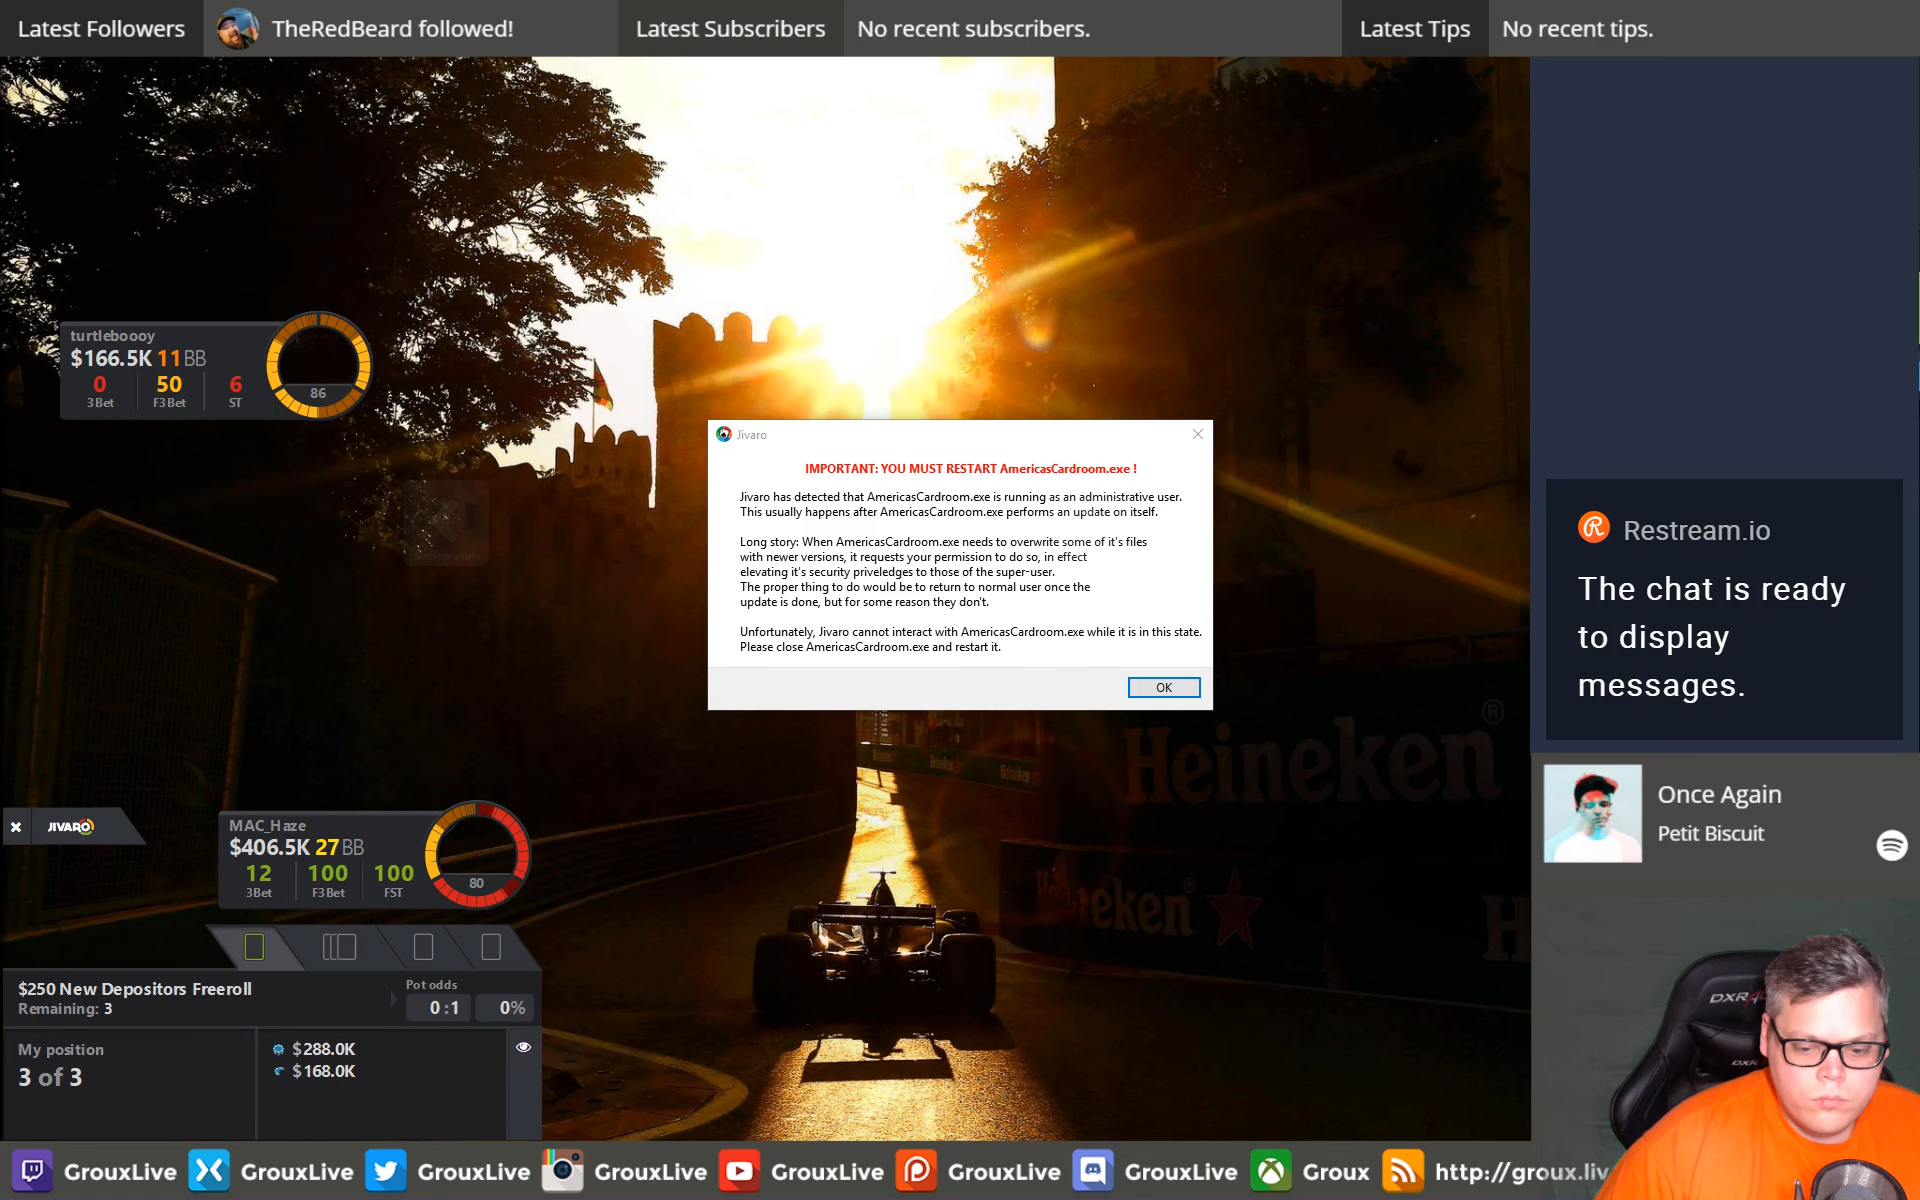 Latest Followers
TheRedBeard followed!
Latest Subscribers
No recent subscribers.
Latest Tips
No recent tips.
turtleboooy
$166.5K 11 BB
0 50 6
3Bet F3Bet ST
86
Jivaro
IMPORTANT: YOU MUST RESTART AmericasCardroom.exe !
Jivaro has detected that AmericasCardroom.exe is running as an administrative user.
This usually happens after AmericasCardroom.exe performs an update on itself.
Long story: When AmericasCardroom.exe needs to overwrite some of it's files
with newer versions, it requests your permission to do so, in effect
elevating it's security priveledges to those of the super-user.
The proper thing to do would be to return to normal user once the
update is done, but for some reason they don't.
Unfortunately, Jivaro cannot interact with AmericasCardroom.exe while it is in this state.
Please close AmericasCardroom.exe and restart it.
OK
Restream.io
The chat is ready
to display
messages.
Heineken®
Heineken
Heineken
Once Again
Petit Biscuit
JIVARO
MAC_Haze
$406.5K 27 BB
12 100 100
3Bet F3Bet FST
80
$250 New Depositors Freeroll
Remaining: 3
Pot odds
0 :1 0%
My position
3 of 3
$288.0K
$168.0K
DXR
DXR
GrouxLive
GrouxLive
GrouxLive
GrouxLive
GrouxLive
GrouxLive
GrouxLive
Groux
http://groux.liv